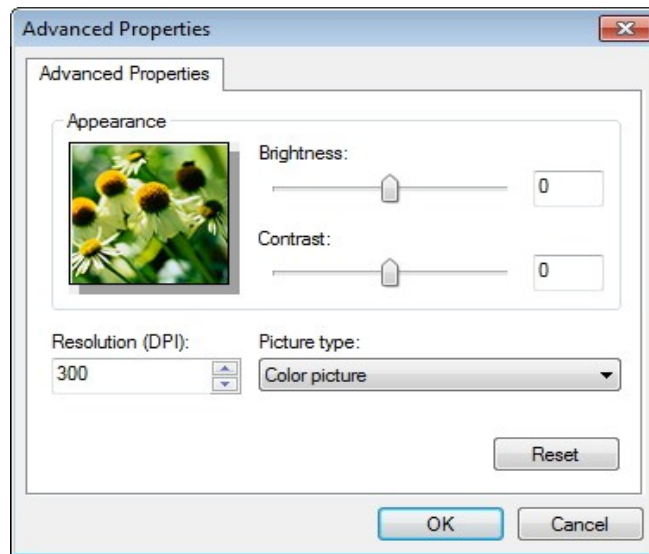 Advanced Properties
Advanced Properties
Appearance
Brightness:
0
Contrast:
0
Resolution (DPI):
Picture type:
300
Color picture
Reset
OK
Cancel